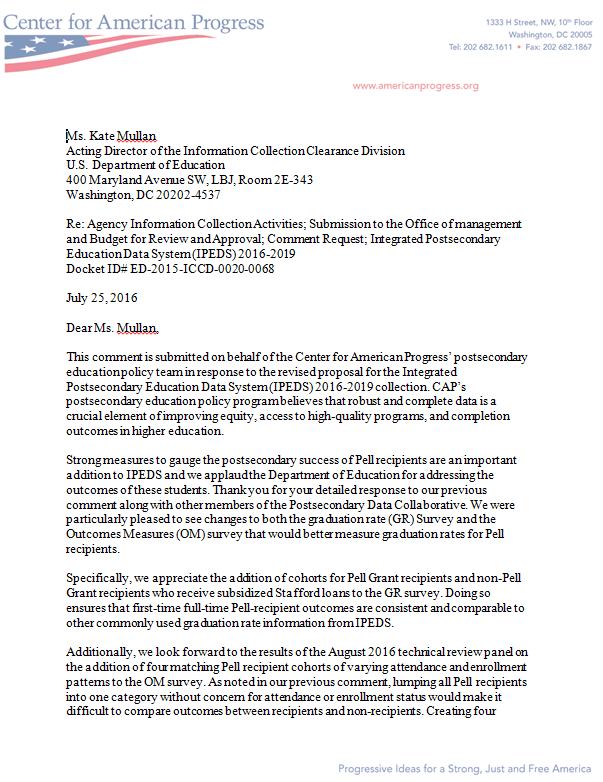 Center for American Progress
1333 H Street, NW, 10th Floor
Washington, DC 20005
Tel: 202 682.1611 • Fax: 202 682.1867
www.americanprogress.org
Ms. Kate Mullan
Acting Director of the Information Collection Clearance Division
U.S. Department of Education
400 Maryland Avenue SW, LBJ, Room 2E-343
Washington, DC 20202-4537
Re: Agency Information Collection Activities; Submission to the Office of management
and Budget for Review and Approval; Comment Request; Integrated Postsecondary
Education Data System (IPEDS) 2016-2019
Docket ID# ED-2015-ICCD-0020-0068
July 25, 2016
Dear Ms. Mullan,
This comment is submitted on behalf of the Center for American Progress' postsecondary
education policy team in response to the revised proposal for the Integrated
Postsecondary Education Data System (IPEDS) 2016-2019 collection. CAP's
postsecondary education policy program believes that robust and complete data is a
crucial element of improving equity, access to high-quality programs, and completion
outcomes in higher education.
Strong measures to gauge the postsecondary success of Pell recipients are an important
addition to IPEDS and we applaud the Department of Education for addressing the
outcomes of these students. Thank you for your detailed response to our previous
comment along with other members of the Postsecondary Data Collaborative. We were
particularly pleased to see changes to both the graduation rate (GR) Survey and the
Outcomes Measures (OM) survey that would better measure graduation rates for Pell
recipients.
Specifically, we appreciate the addition of cohorts for Pell Grant recipients and non-Pell
Grant recipients who receive subsidized Stafford loans to the GR survey. Doing so
ensures that first-time full-time Pell-recipient outcomes are consistent and comparable to
other commonly used graduation rate information from IPEDS.
Additionally, we look forward to the results of the August 2016 technical review panel on
the addition of four matching Pell recipient cohorts of varying attendance and enrollment
patterns to the OM survey. As noted in our previous comment, lumping all Pell recipients
into one category without concern for attendance or enrollment status would make it
difficult to compare outcomes between recipients and non-recipients. Creating four
Progressive Ideas for a Strong, Just and Free America